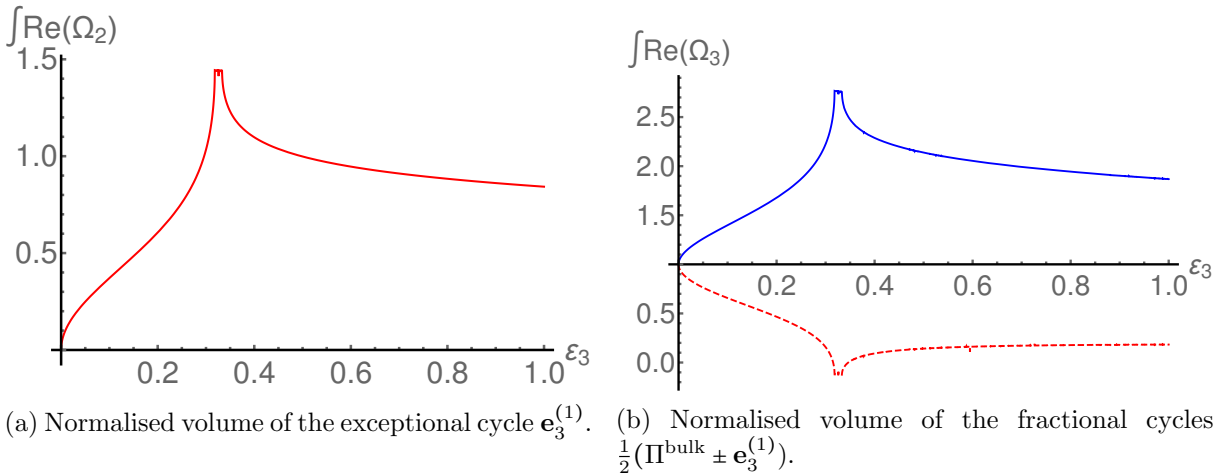 ∫Re(Ω₂)
1.5
1.0
0.5
0.2 0.4 0.6 0.8 1.0
ε₃
(a) Normalised volume of the exceptional cycle e₃⁽¹⁾.
∫Re(Ω₃)
2.5
2.0
1.5
0.2 0.4 0.6 0.8 1.0
ε₃
0.5
0.0
(b) Normalised volume of the fractional cycles
½(Π^bulk ± e₃⁽¹⁾).